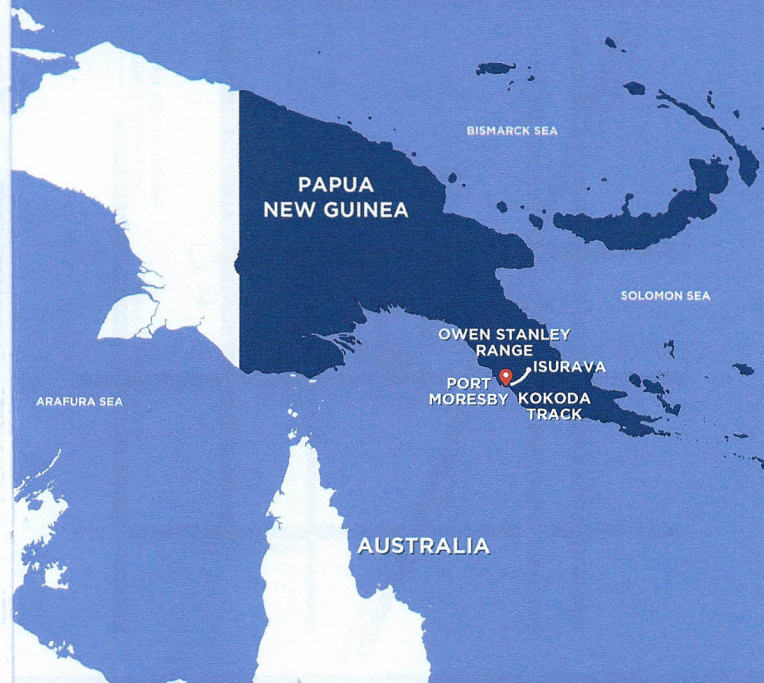 BISMARCK SEA
PAPUA
NEW GUINEA
SOLOMON SEA
OWEN STANLEY
RANGE
ISURAVA
PORT
MORESBY
KOKODA
TRACK
ARAFURA SEA
AUSTRALIA